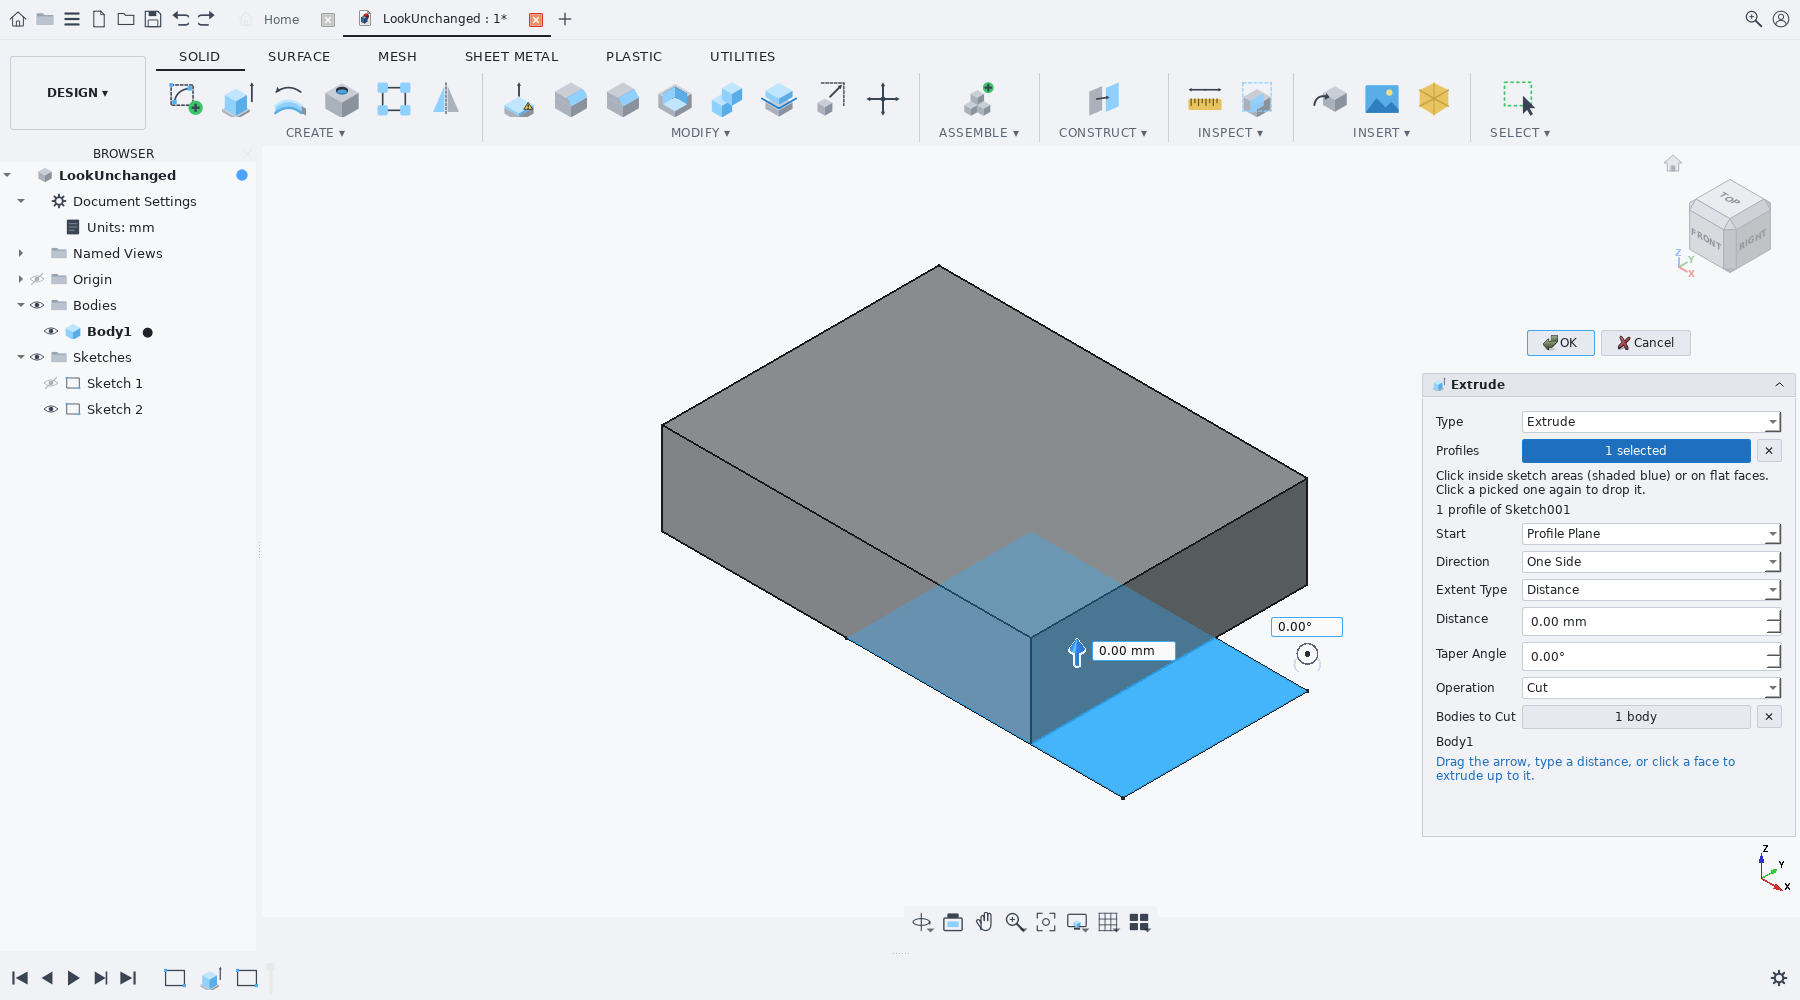 Home
LookUnchanged : 1*
SOLID
SURFACE
MESH
SHEET METAL
PLASTIC
UTILITIES
DESIGN ▾
CREATE ▾
MODIFY ▾
ASSEMBLE ▾
CONSTRUCT ▾
INSPECT ▾
INSERT ▾
SELECT ▾
BROWSER
LookUnchanged
Document Settings
Units: mm
Named Views
Origin
Bodies
Body1
Sketches
Sketch 1
Sketch 2
TOP
FRONT
RIGHT
Z
Y
X
OK
Cancel
Extrude
Type
Extrude
Profiles
1 selected
Click inside sketch areas (shaded blue) or on flat faces.
Click a picked one again to drop it.
1 profile of Sketch001
Start
Profile Plane
Direction
One Side
Extent Type
Distance
Distance
0.00 mm
Taper Angle
0.00°
Operation
Cut
Bodies to Cut
1 body
Body1
Drag the arrow, type a distance, or click a face to
extrude up to it.
0.00°
0.00 mm
Z
Y
X